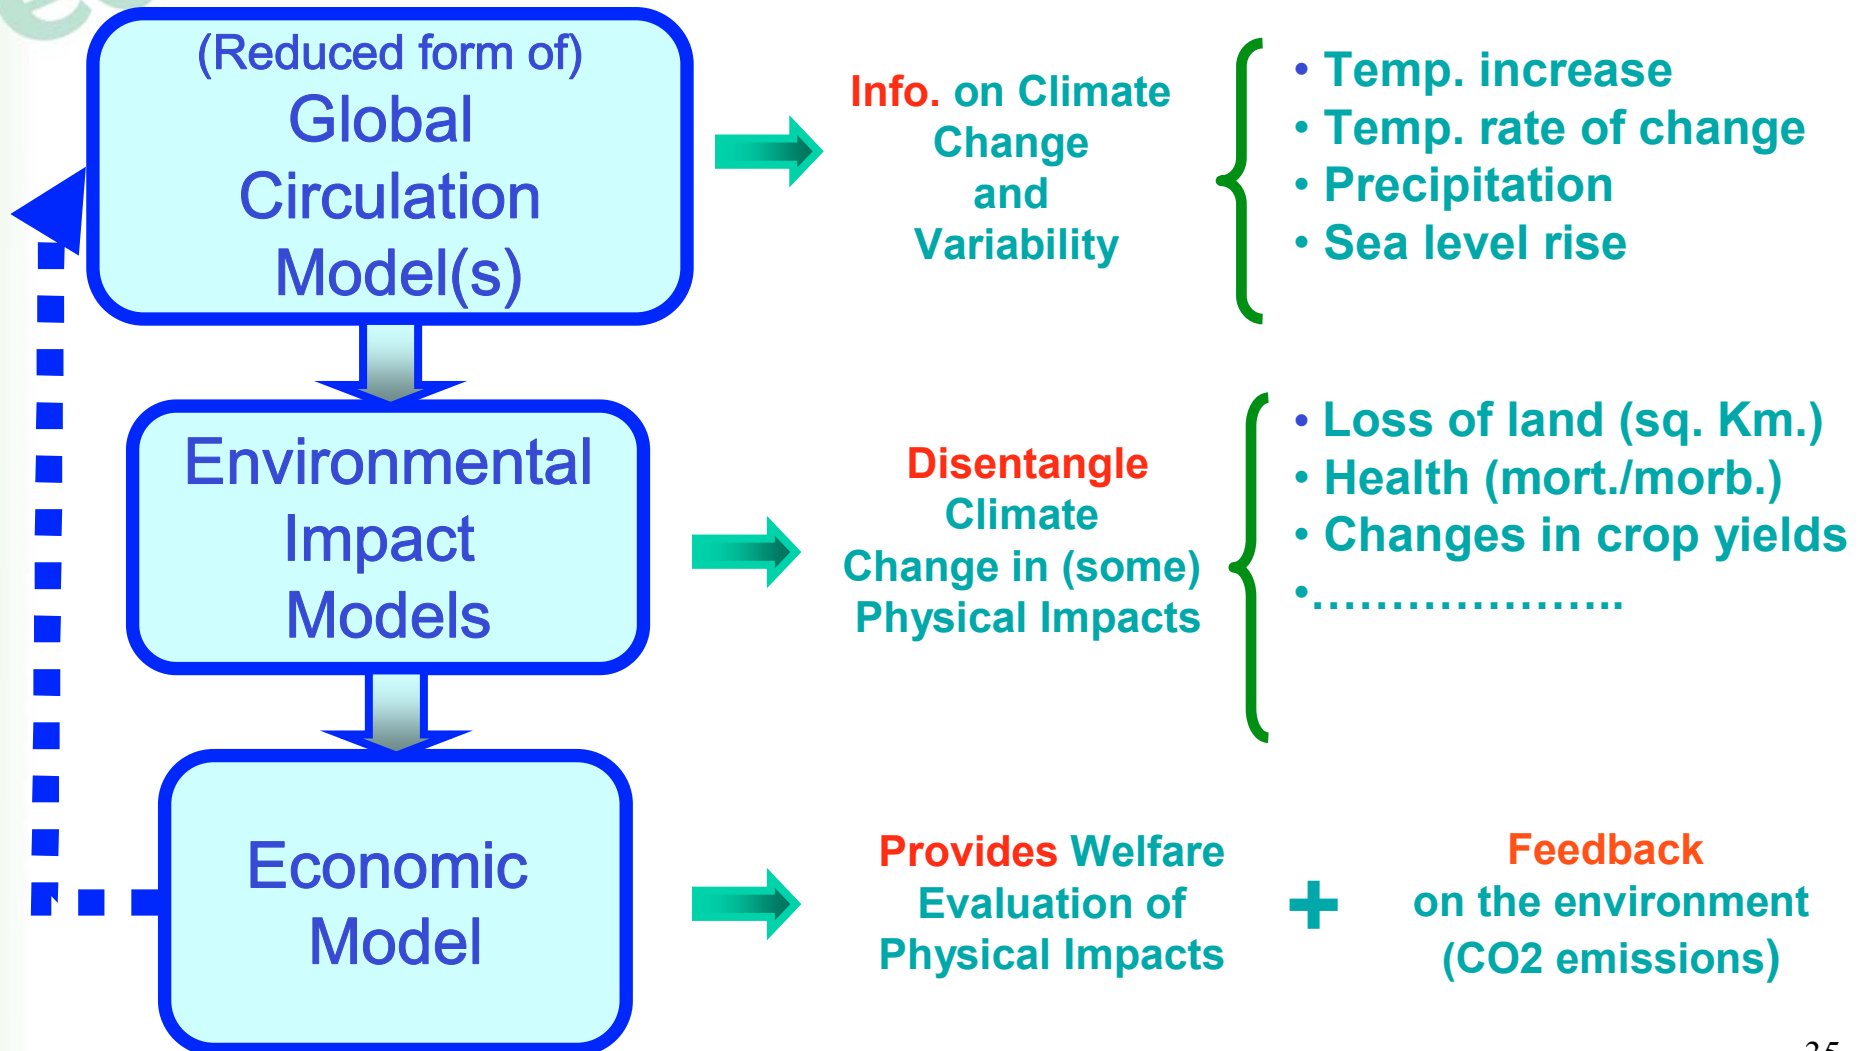 (Reduced form of)
Global
Circulation
Model(s)
Info. on Climate
Change
and
Variability
• Temp. increase
• Temp. rate of change
• Precipitation
• Sea level rise
Environmental
Impact
Models
Disentangle
Climate
Change in (some)
Physical Impacts
• Loss of land (sq. Km.)
• Health (mort./morb.)
• Changes in crop yields
•…………………..
Economic
Model
Provides Welfare
Evaluation of
Physical Impacts
+
Feedback
on the environment
(CO2 emissions)